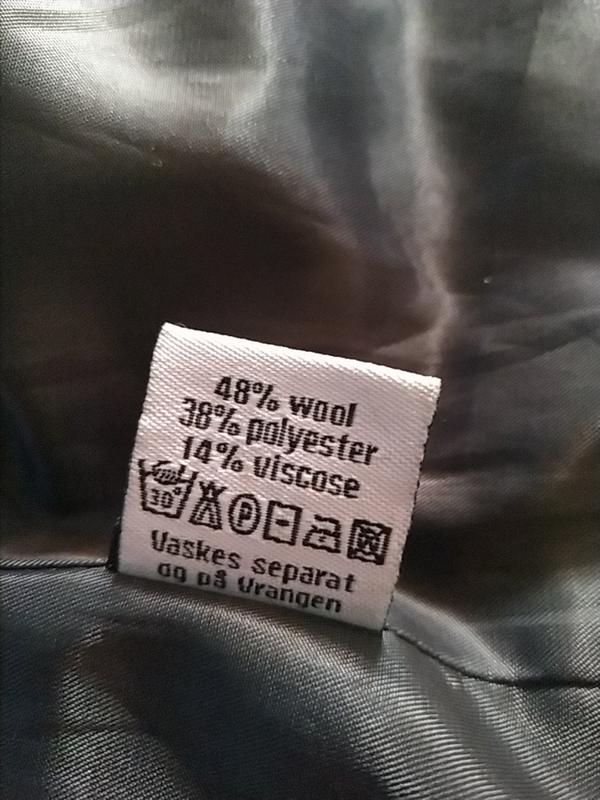 48% wool
38% polyester
14% viscose
30° P
Vaskes separat
og på Vrangen